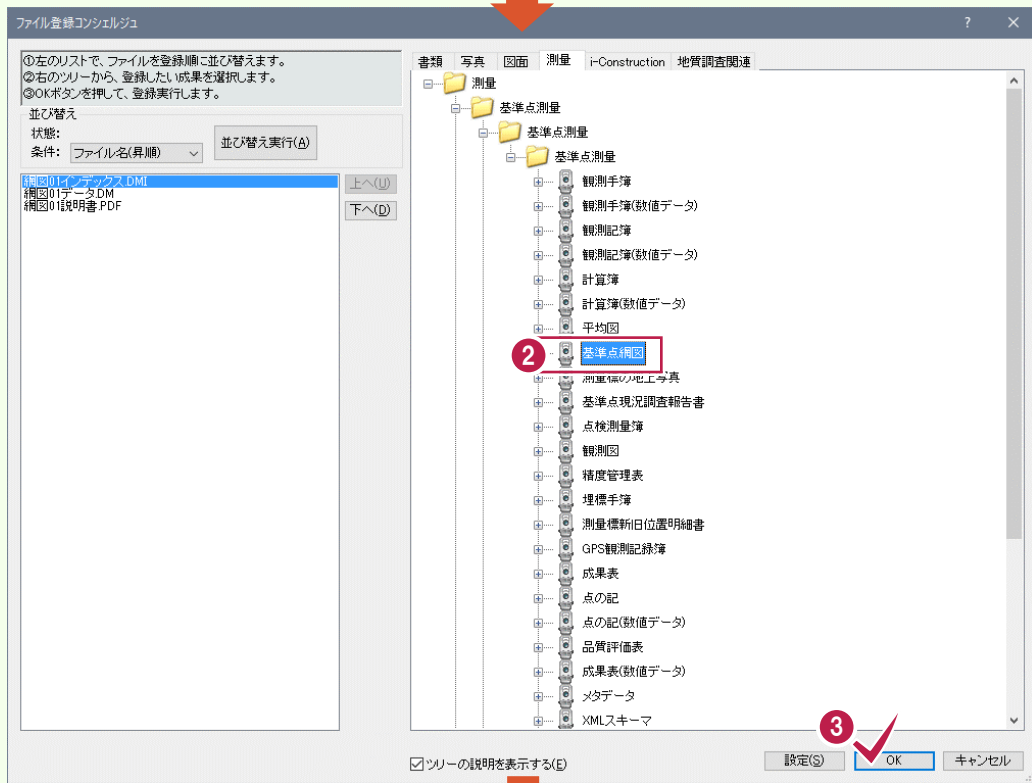 ファイル登録コンシェルジュ
?
①左のリストで、ファイルを登録順に並び替えます。
②右のツリーから、登録したい成果を選択します。
③OKボタンを押して、登録実行します。
並び替え
状態:
条件: ファイル名(昇順)
並び替え実行(A)
網図01インデックス.DMI
網図01データ.DM
網図01説明書.PDF
上へ(U)
下へ(D)
書類 写真 図面 測量 i-Construction 地質調査関連
測量
基準点測量
基準点測量
基準点測量
観測手簿
観測手簿(数値データ)
観測記簿
観測記簿(数値データ)
計算簿
計算簿(数値データ)
平均図
2 基準点網図
測量標の地上写真
基準点現況調査報告書
点検測量簿
観測図
精度管理表
埋標手簿
測量標新旧位置明細書
GPS観測記録簿
成果表
点の記
点の記(数値データ)
品質評価表
成果表(数値データ)
メタデータ
XMLスキーマ
3
ツリーの説明を表示する(E)
設定(S) OK キャンセル